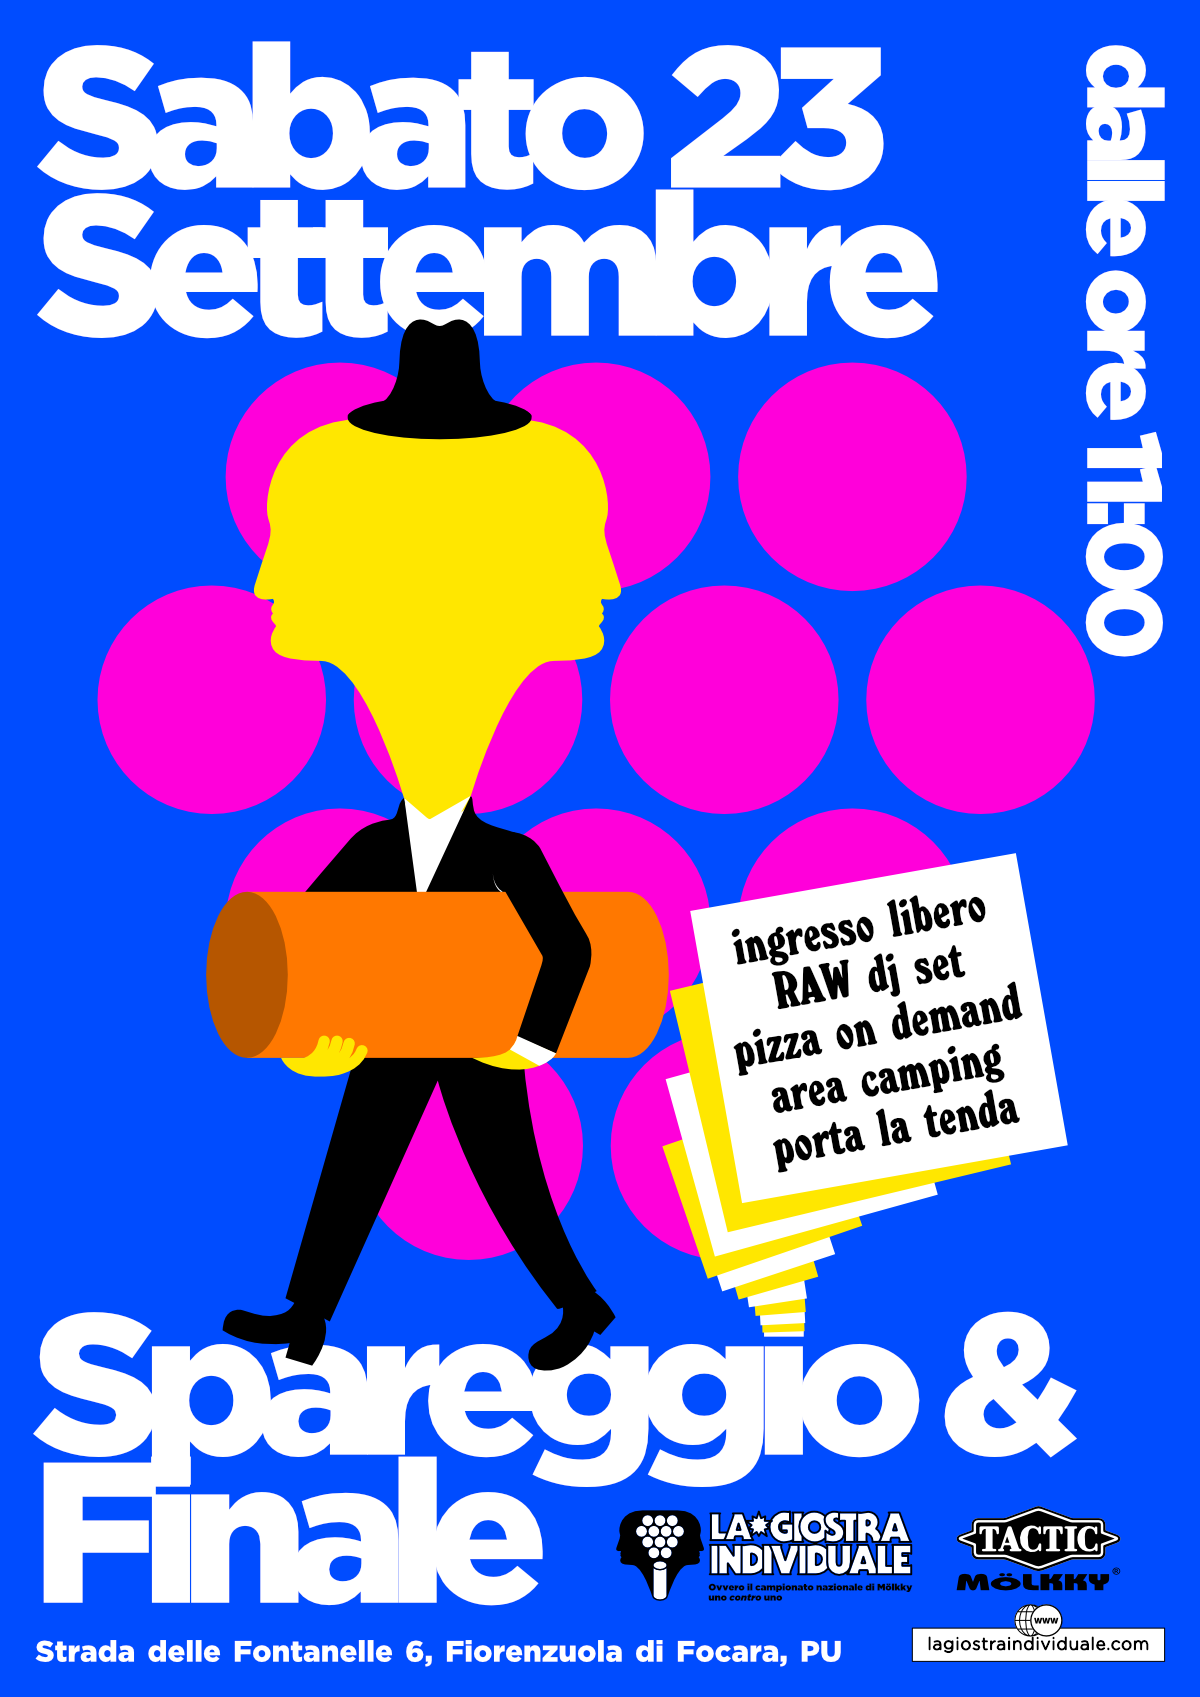 Sabato 23
Settembre
dalle ore 11:00
ingresso libero
RAW dj set
pizza on demand
area camping
porta la tenda
Spareggio &
Finale
LA GIOSTRA
INDIVIDUALE
Ovvero il campionato nazionale di Mölkky
uno contro uno
TACTIC
MÖLKKY®
www
lagiostraindividuale.com
Strada delle Fontanelle 6, Fiorenzuola di Focara, PU